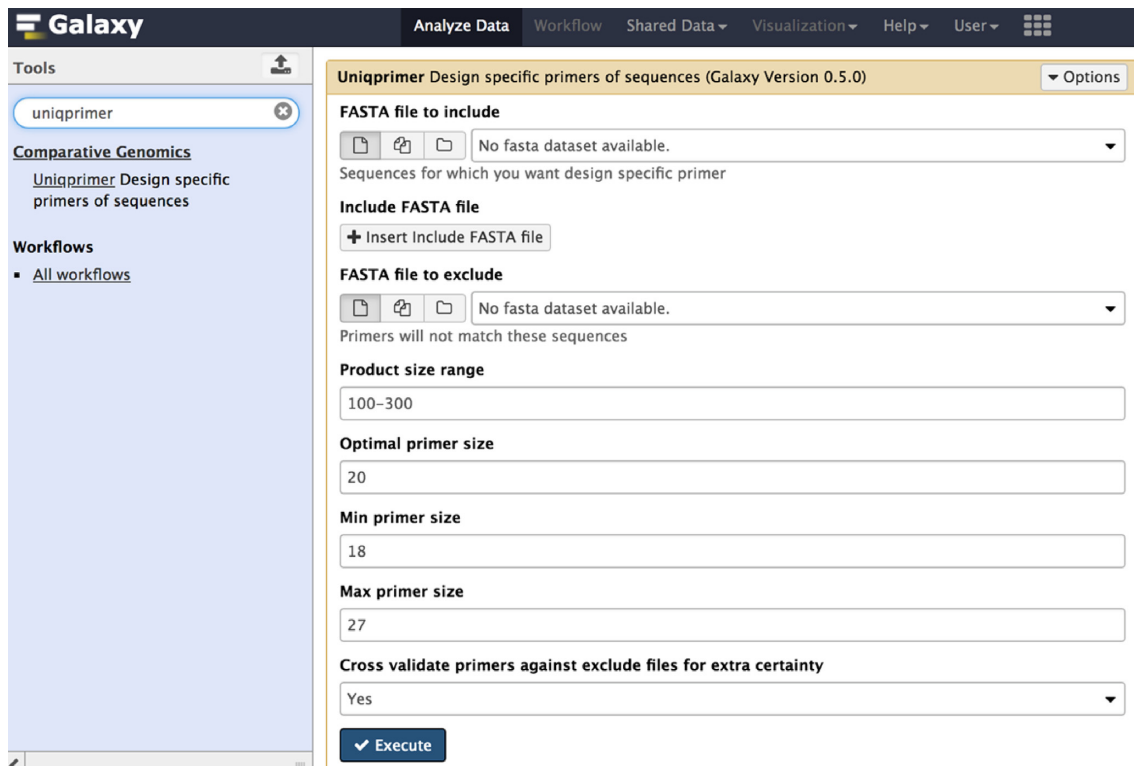 Galaxy
Analyze Data Workflow Shared Data Visualization Help User
Tools
uniqprimer
Comparative Genomics
Uniqprimer Design specific
primers of sequences
Workflows
All workflows
Uniqprimer Design specific primers of sequences (Galaxy Version 0.5.0)
Options
FASTA file to include
No fasta dataset available.
Sequences for which you want design specific primer
Include FASTA file
Insert Include FASTA file
FASTA file to exclude
No fasta dataset available.
Primers will not match these sequences
Product size range
100-300
Optimal primer size
20
Min primer size
18
Max primer size
27
Cross validate primers against exclude files for extra certainty
Yes
Execute